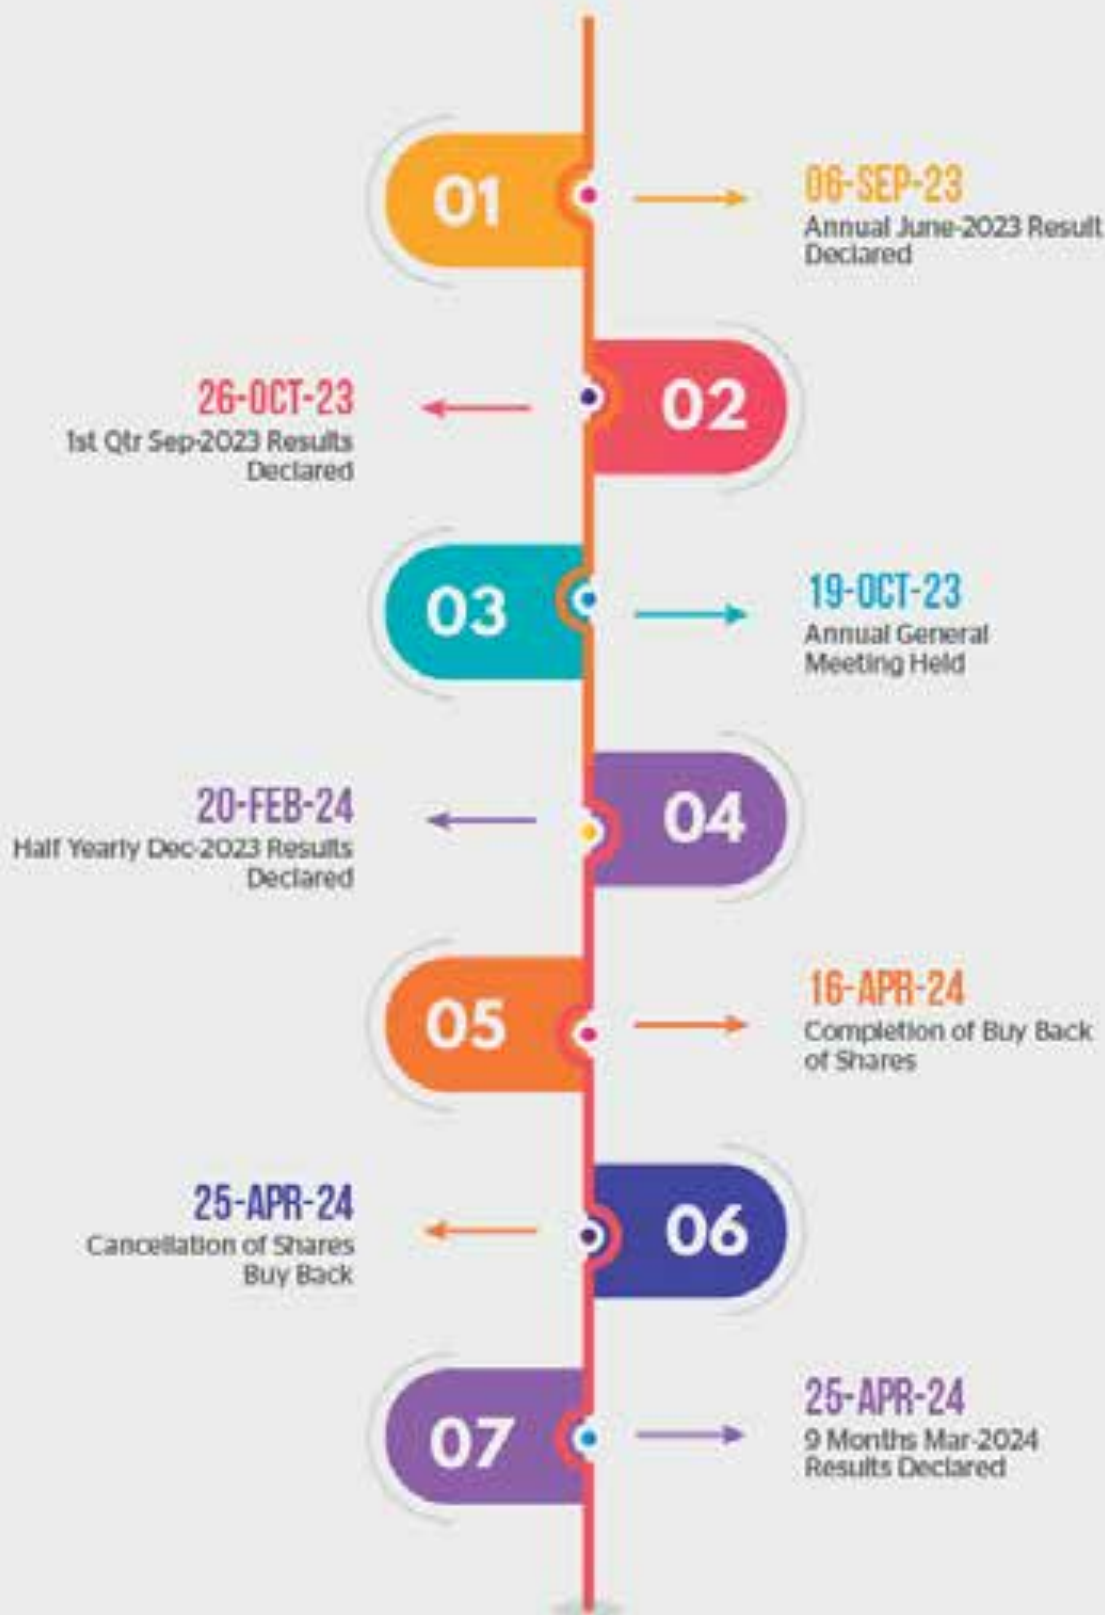 01
06-SEP-23
Annual June-2023 Result
Declared
26-OCT-23
1st Qtr Sep-2023 Results
Declared
02
03
19-OCT-23
Annual General
Meeting Held
20-FEB-24
Half Yearly Dec-2023 Results
Declared
04
05
16-APR-24
Completion of Buy Back
of Shares
25-APR-24
Cancellation of Shares
Buy Back
06
07
25-APR-24
9 Months Mar-2024
Results Declared